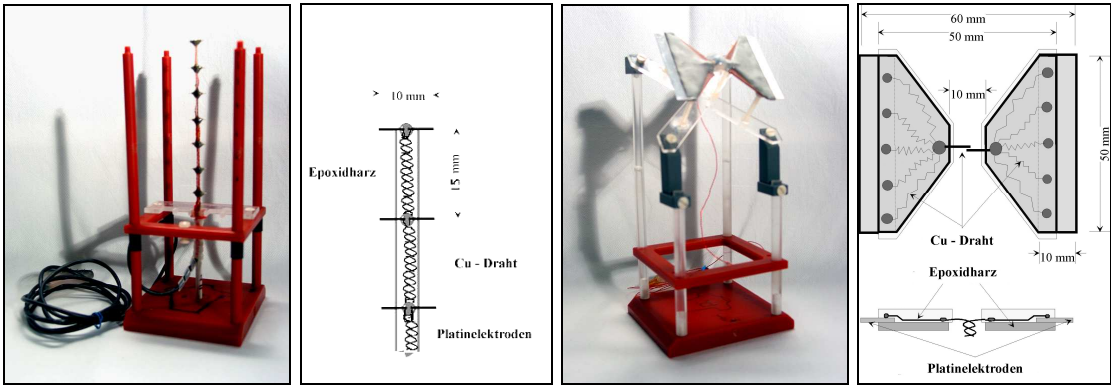 10 mm
Epoxidharz
15 mm
Cu - Draht
Platinelektroden
60 mm
50 mm
10 mm
50 mm
Cu - Draht
10 mm
Epoxidharz
Platinelektroden